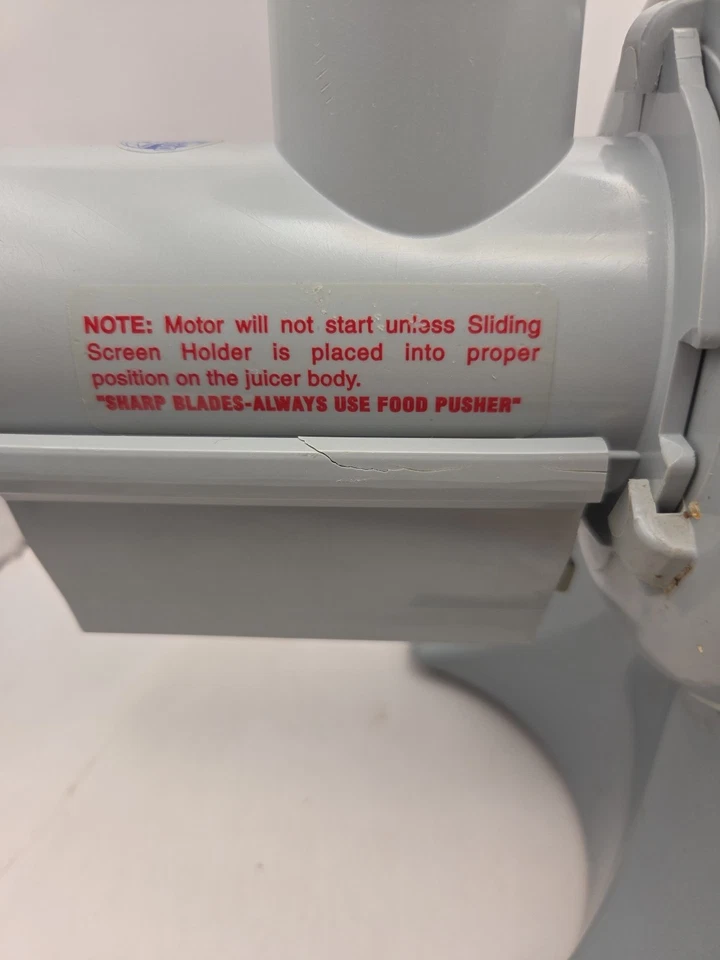 NOTE: Motor will not start unless Sliding
Screen Holder is placed into proper
position on the juicer body.
"SHARP BLADES-ALWAYS USE FOOD PUSHER"